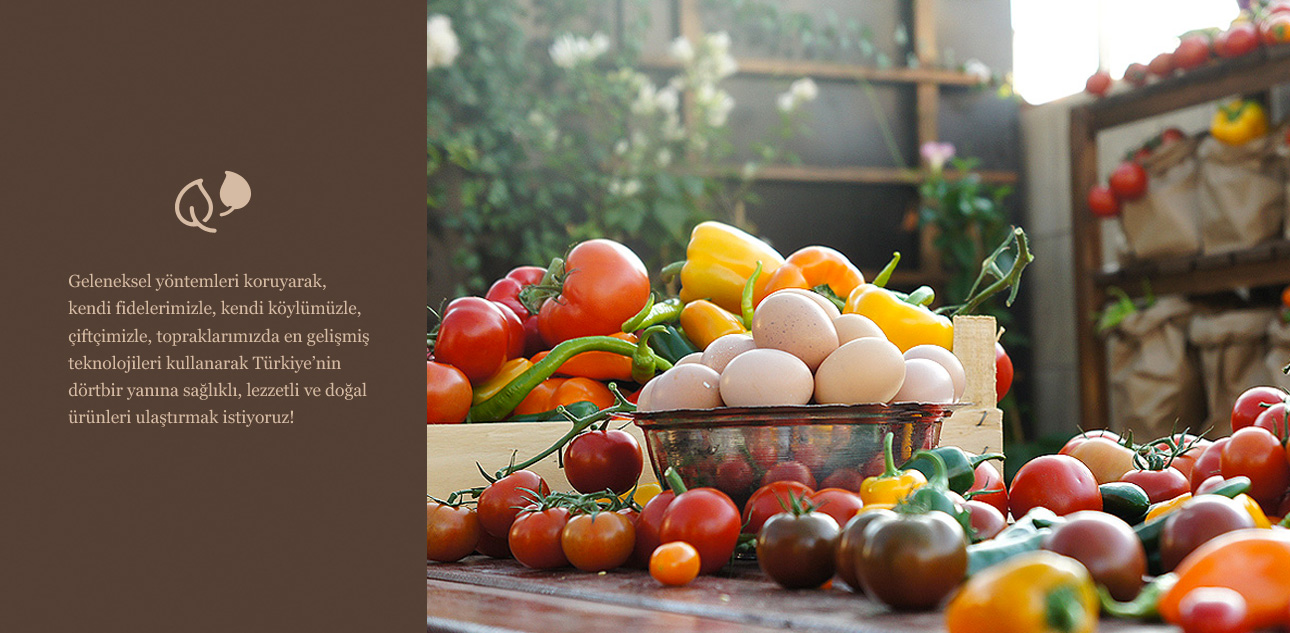 Geleneksel yöntemleri koruyarak,
kendi fidelerimizle, kendi köylümüzle,
çiftçimizle, topraklarımızda en gelişmiş
teknolojileri kullanarak Türkiye’nin
dörtbir yanına sağlıklı, lezzetli ve doğal
ürünleri ulaştırmak istiyoruz!